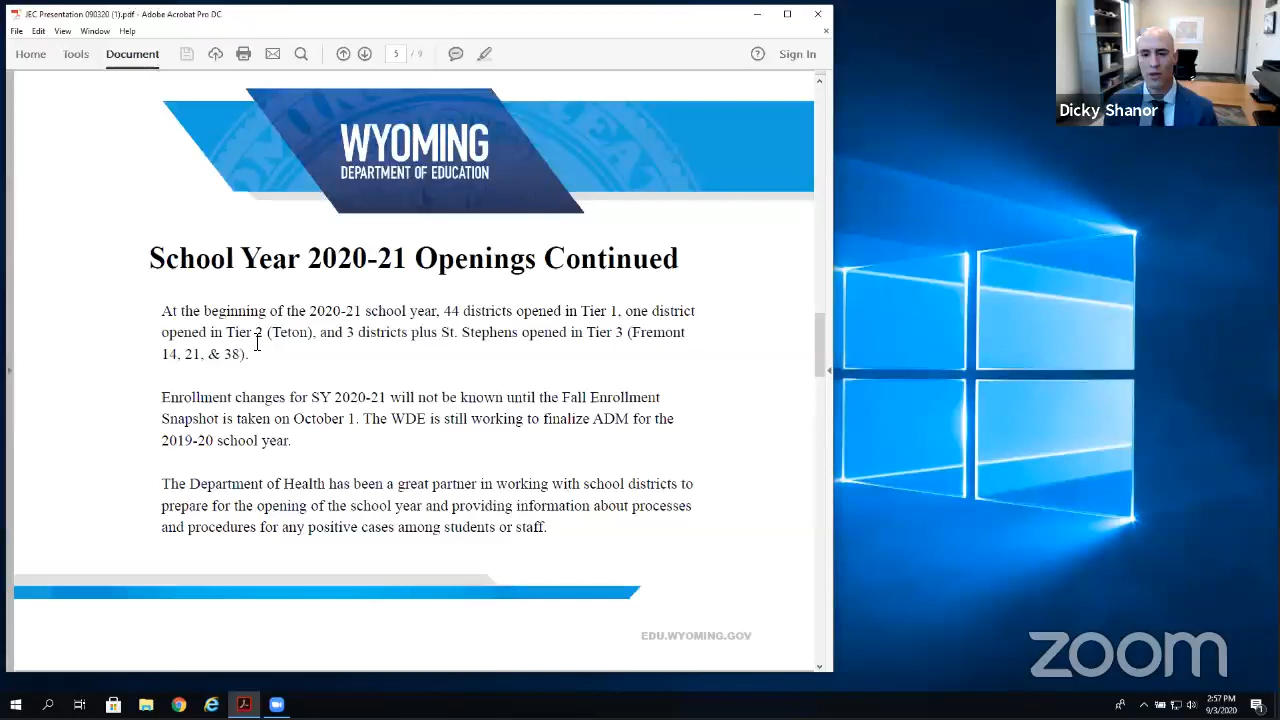 JEC Presentation 090320 (1).pdf - Adobe Acrobat Pro DC
File Edit View Window Help
Home Tools Document 5 / 9 Sign In
WYOMING
DEPARTMENT OF EDUCATION
School Year 2020-21 Openings Continued
At the beginning of the 2020-21 school year, 44 districts opened in Tier 1, one district
opened in Tier 2 (Teton), and 3 districts plus St. Stephens opened in Tier 3 (Fremont
14, 21, & 38).
Enrollment changes for SY 2020-21 will not be known until the Fall Enrollment
Snapshot is taken on October 1. The WDE is still working to finalize ADM for the
2019-20 school year.
The Department of Health has been a great partner in working with school districts to
prepare for the opening of the school year and providing information about processes
and procedures for any positive cases among students or staff.
EDU.WYOMING.GOV
Dicky Shanor
zoom
2:57 PM
9/3/2020